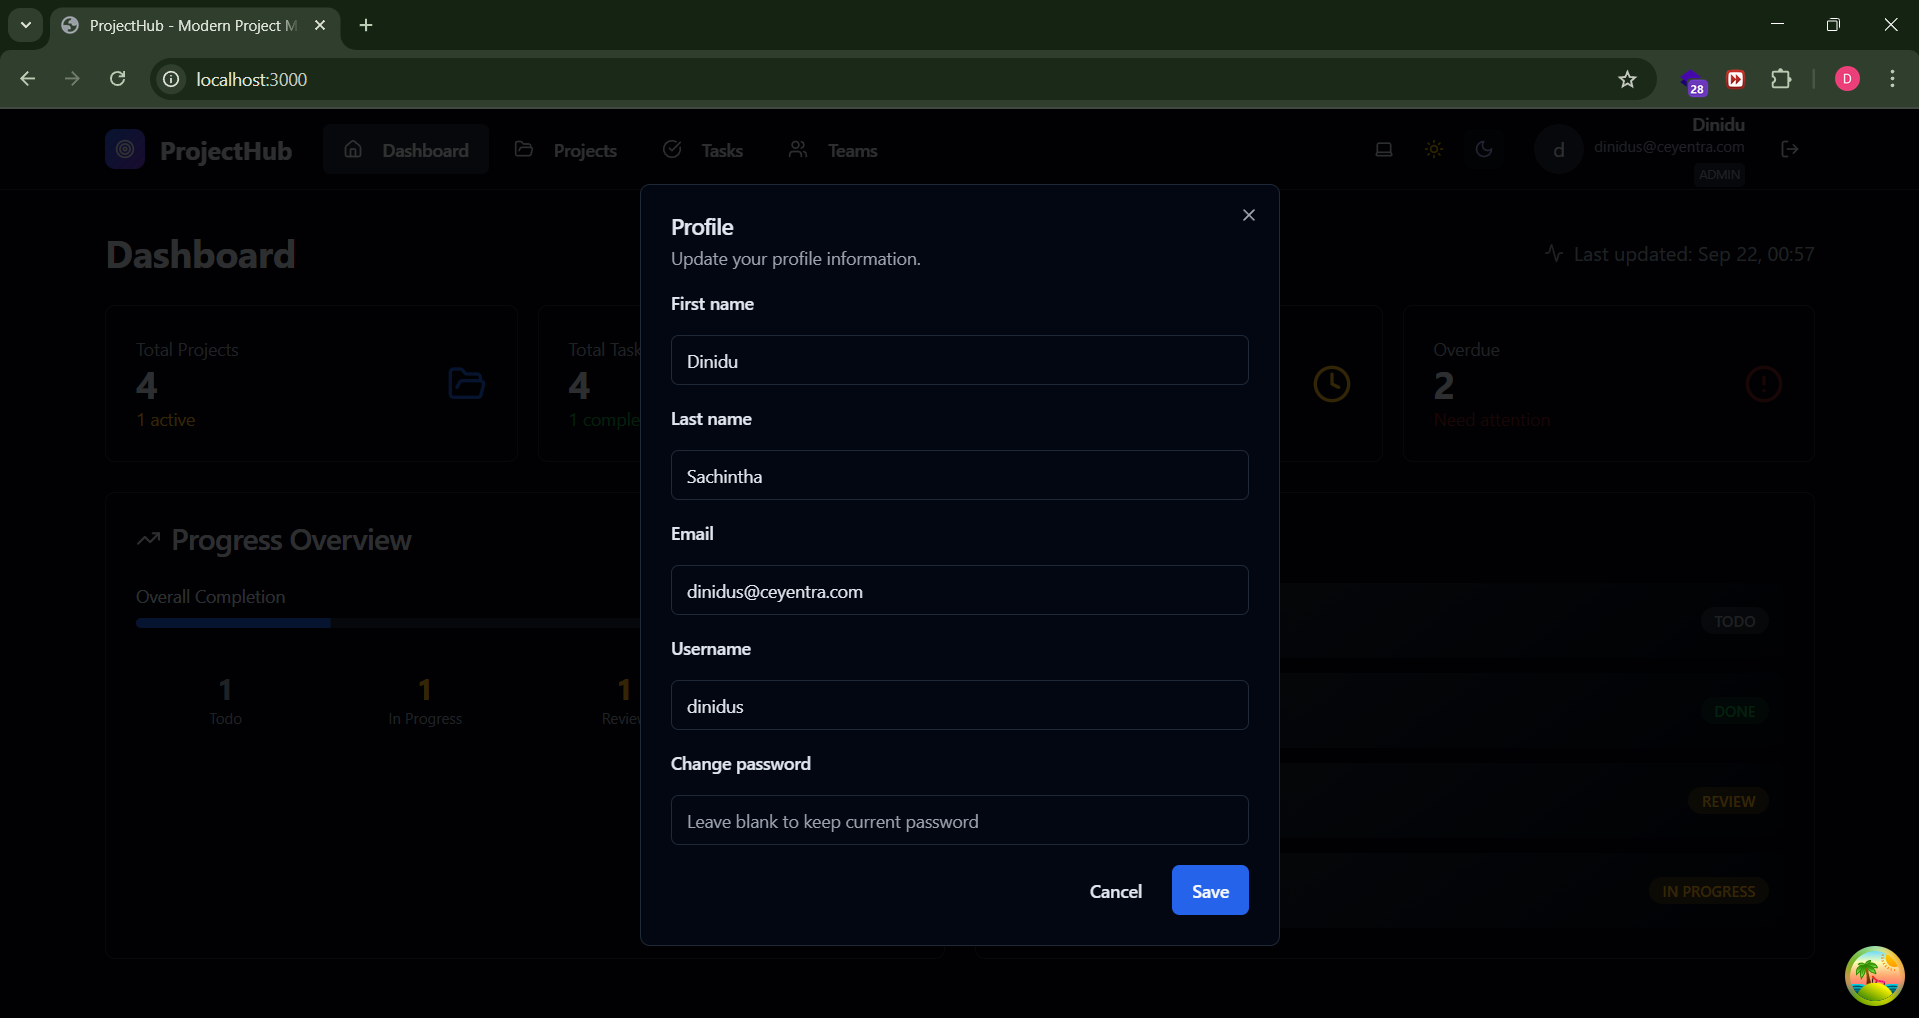 ProjectHub - Modern Project M
localhost:3000
28
D
ProjectHub
Dashboard
Projects
Tasks
Teams
d
Dinidu
dinidus@ceyentra.com
ADMIN
Dashboard
Last updated: Sep 22, 00:57
Total Projects
4
1 active
Total Task
4
1 comple
Overdue
2
Need attention
Progress Overview
Overall Completion
1
Todo
1
In Progress
1
Review
TODO
DONE
REVIEW
IN PROGRESS
Profile
Update your profile information.
First name
Dinidu
Last name
Sachintha
Email
dinidus@ceyentra.com
Username
dinidus
Change password
Leave blank to keep current password
Cancel
Save